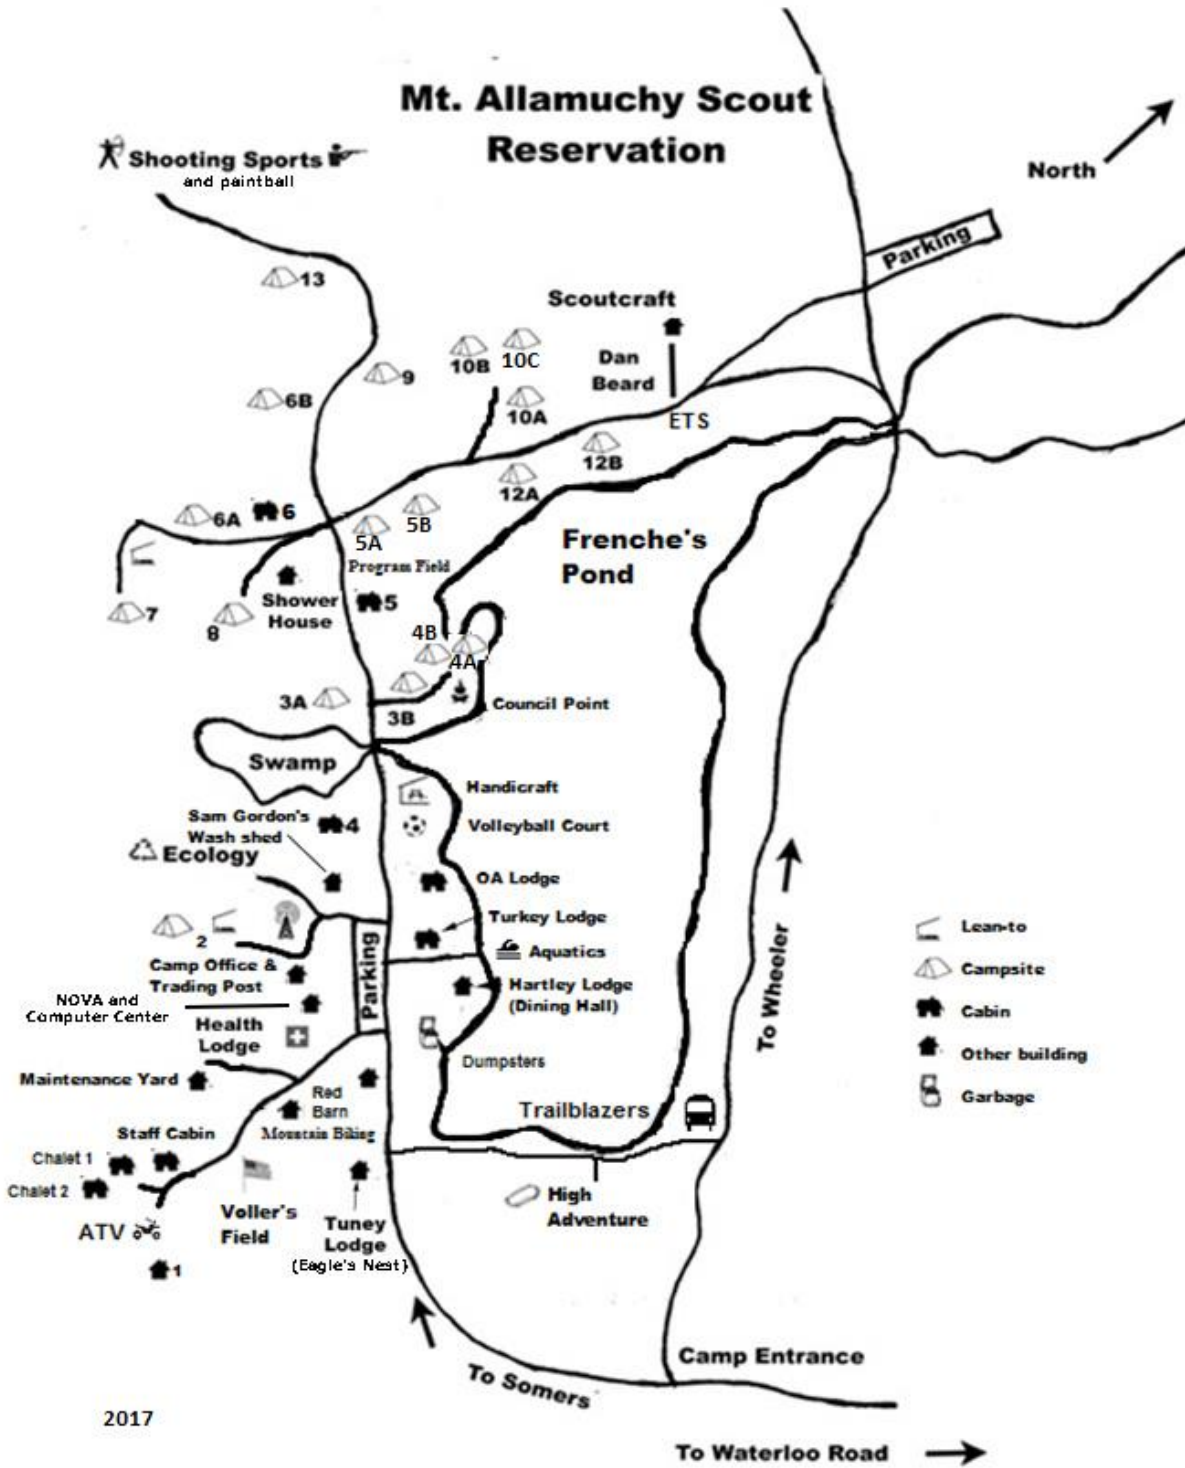 Mt. Allamuchy Scout
Reservation
North
Shooting Sports
and paintball
Parking
13
Scoutcraft
10B
10C
9
Dan
Beard
6B
10A
ETS
12B
12A
6A
6
5B
5A
Frenche's
Pond
Program Field
7
8
Shower
House
5
4B
4A
3A
3B
Council Point
Swamp
Handicraft
Sam Gordon's
Wash shed
4
Volleyball Court
Ecology
OA Lodge
Turkey Lodge
2
Parking
Aquatics
Camp Office &
Trading Post
Hartley Lodge
(Dining Hall)
NOVA and
Computer Center
Health
Lodge
Dumpsters
To Wheeler
Lean-to
Campsite
Cabin
Other building
Garbage
Maintenance Yard
Red
Barn
Mountain Biking
Trailblazers
Staff Cabin
Chalet 1
Chalet 2
High
Adventure
Voller's
Field
Tuney
Lodge
(Eagle's Nest}
ATV
1
Camp Entrance
To Somers
2017
To Waterloo Road